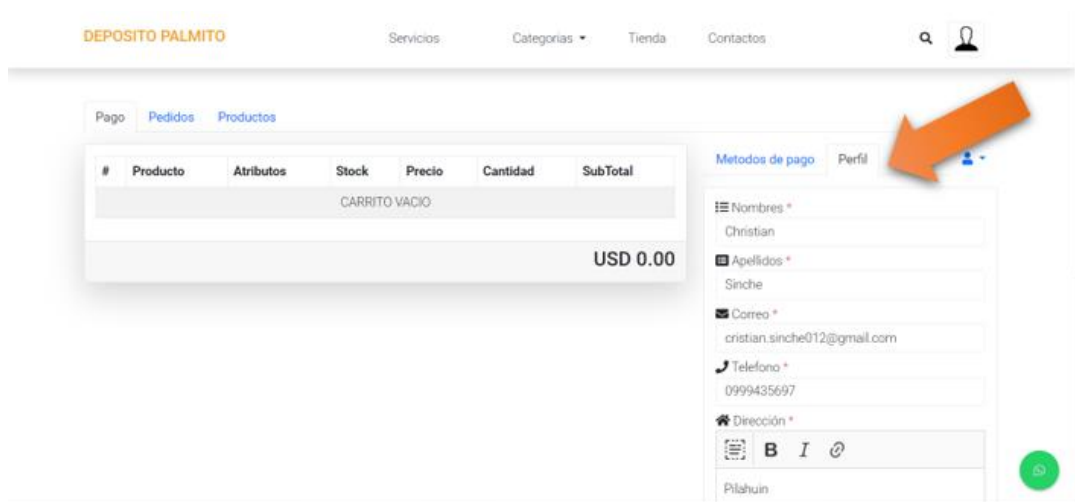 DEPOSITO PALMITO Servicios Categorias Tienda Contactos
Pago Pedidos Productos
# Producto Atributos Stock Precio Cantidad SubTotal
CARRITO VACIO
USD 0.00
Metodos de pago Perfil
Nombres *
Christian
Apellidos *
Sinche
Correo *
cristian.sinche012@gmail.com
Telefono *
0999435697
Dirección *
B I
Pilahuin